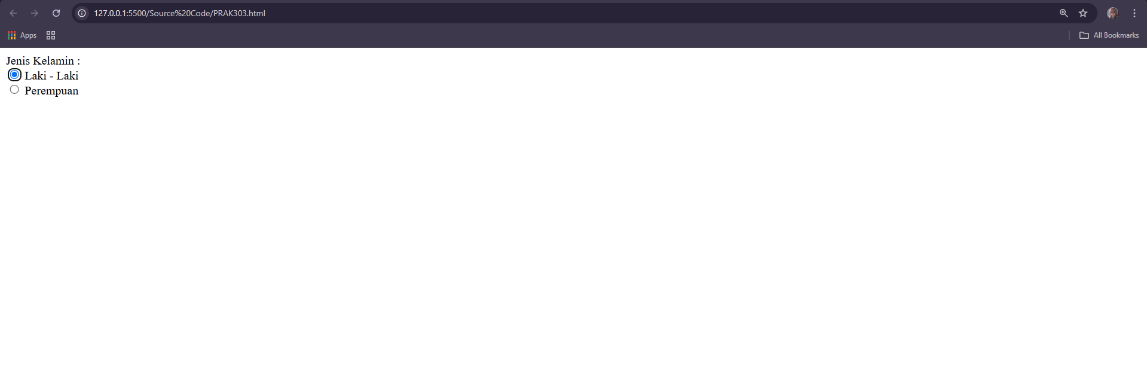 127.0.0.1:5500/Source%20Code/PRAK303.html
Apps
All Bookmarks
Jenis Kelamin :
Laki - Laki
Perempuan